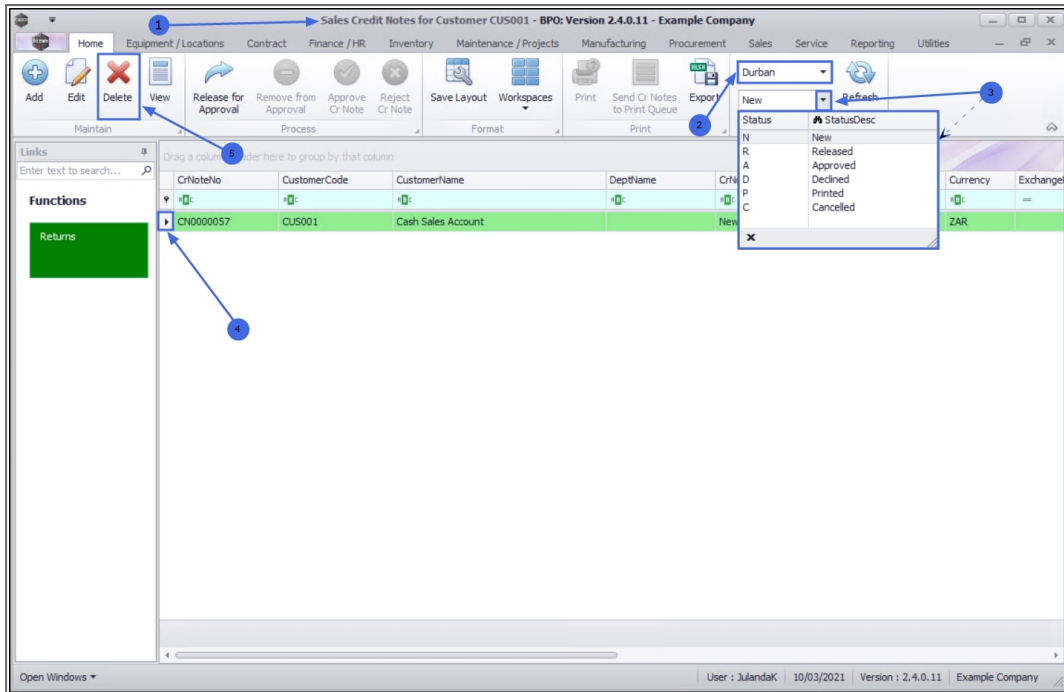 Sales Credit Notes for Customer CUS001 - BPO: Version 2.4.0.11 - Example Company
1
Home Equipment / Locations Contract Finance / HR Inventory Maintenance / Projects Manufacturing Procurement Sales Service Reporting Utilities
Add Edit Delete View Release for Approval Remove from Approval Approve Cr Note Reject Cr Note Save Layout Workspaces Print Send Cr Notes to Print Queue Export
Durban
New
Refresh
2
3
Maintain Process Format Print
5
Status StatusDesc
N New
R Released
A Approved
D Declined
P Printed
C Cancelled
Links
Enter text to search...
Functions
Returns
Drag a column header here to group by that column
CrNoteNo CustomerCode CustomerName DeptName Currency
CN0000057 CUS001 Cash Sales Account New ZAR
4
Open Windows
User : JulandaK 10/03/2021 Version : 2.4.0.11 Example Company